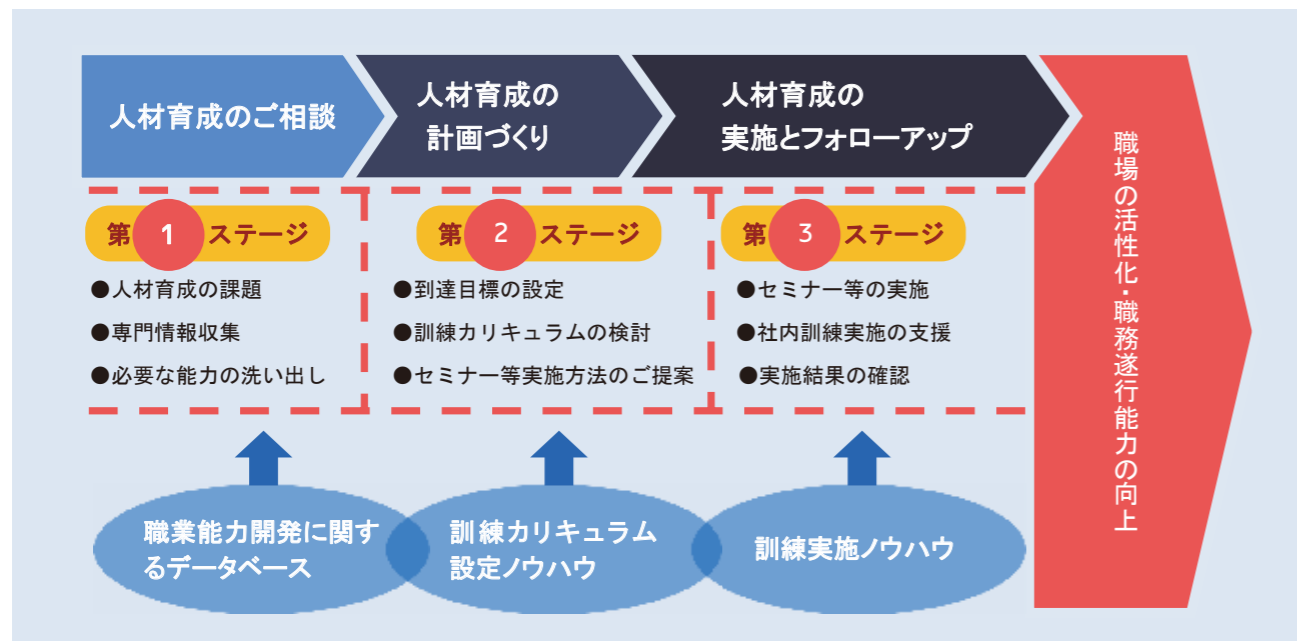 人材育成のご相談
人材育成の
計画づくり
人材育成の
実施とフォローアップ
第1ステージ
●人材育成の課題
●専門情報収集
●必要な能力の洗い出し
第2ステージ
●到達目標の設定
●訓練カリキュラムの検討
●セミナー等実施方法のご提案
第3ステージ
●セミナー等の実施
●社内訓練実施の支援
●実施結果の確認
職業能力開発に関す
るデータベース
訓練カリキュラム
設定ノウハウ
訓練実施ノウハウ
職場の活性化・職務遂行能力の向上